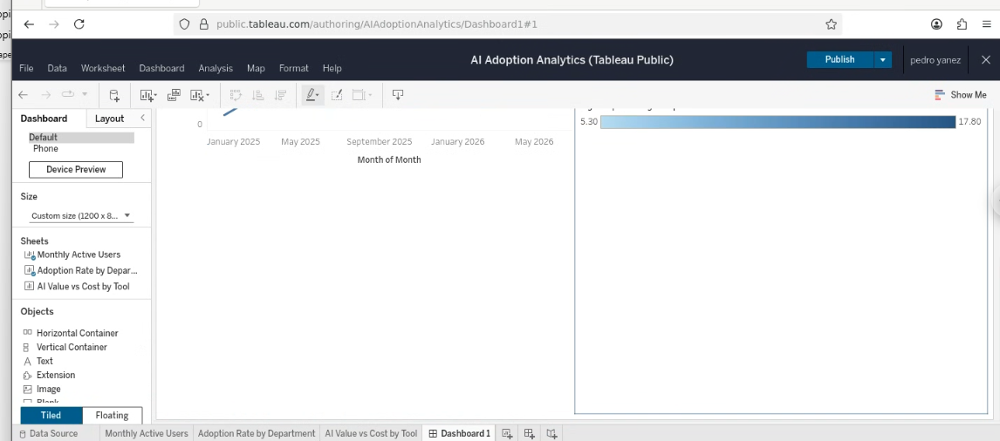 public.tableau.com/authoring/AIAdoptionAnalytics/Dashboard1#1
File Data Worksheet Dashboard Analysis Map Format Help
AI Adoption Analytics (Tableau Public)
Publish
pedro yanez
Show Me
Dashboard Layout
Default
Phone
Device Preview
Size
Custom size (1200 x 8...
Sheets
Monthly Active Users
Adoption Rate by Depar...
AI Value vs Cost by Tool
Objects
Horizontal Container
Vertical Container
Text
Extension
Image
Blank
Tiled Floating
0
January 2025 May 2025 September 2025 January 2026 May 2026
Month of Month
5.30 17.80
Data Source Monthly Active Users Adoption Rate by Department AI Value vs Cost by Tool Dashboard 1